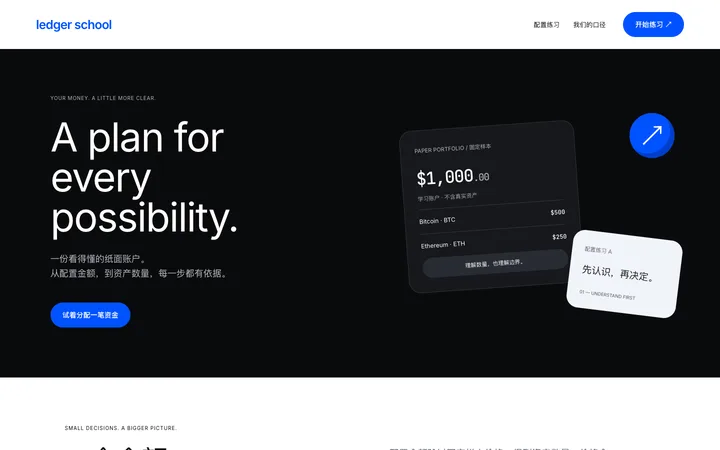 ledger school
配置练习
我们的口径
开始练习 ↗
YOUR MONEY. A LITTLE MORE CLEAR.
A plan for
every
possibility.
一份看得懂的纸面账户。
从配置金额，到资产数量，每一步都有依据。
试着分配一笔资金
PAPER PORTFOLIO / 固定样本
$1,000.00
学习账户 · 不含真实资产
Bitcoin · BTC $500
Ethereum · ETH $250
理解数量，也理解边界。
配置练习 A
先认识，再决定。
01 — UNDERSTAND FIRST
SMALL DECISIONS. A BIGGER PICTURE.